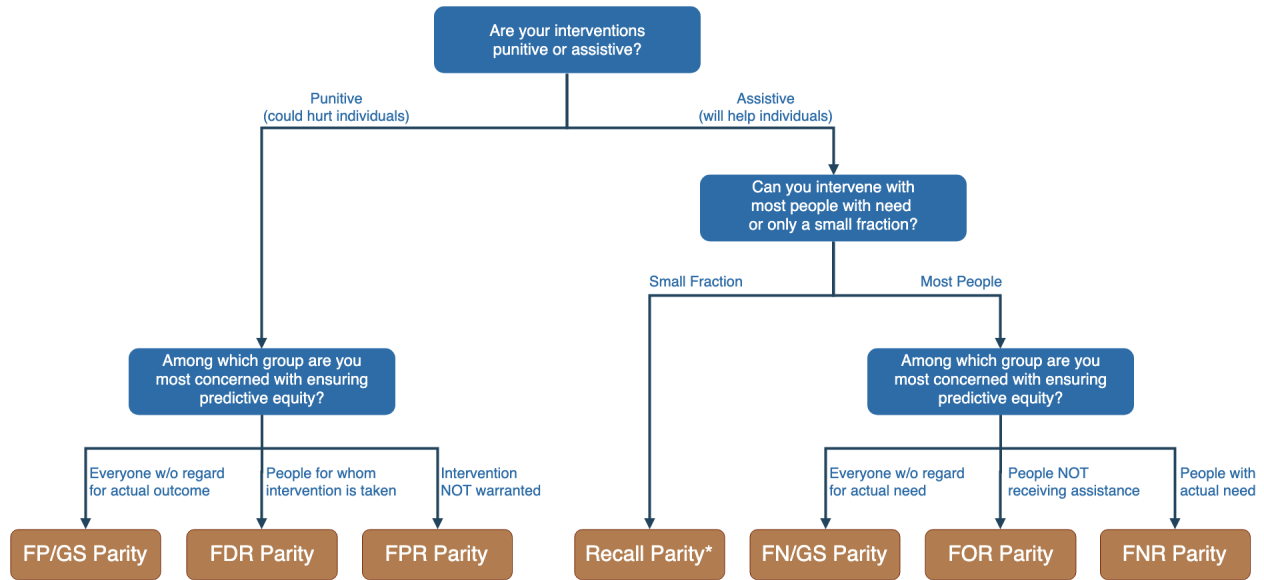 Are your interventions
punitive or assistive?
Punitive
(could hurt individuals)
Assistive
(will help individuals)
Can you intervene with
most people with need
or only a small fraction?
Small Fraction
Most People
Among which group are you
most concerned with ensuring
predictive equity?
Among which group are you
most concerned with ensuring
predictive equity?
Everyone w/o regard
for actual outcome
People for whom
intervention is taken
Intervention
NOT warranted
Everyone w/o regard
for actual need
People NOT
receiving assistance
People with
actual need
FP/GS Parity
FDR Parity
FPR Parity
Recall Parity*
FN/GS Parity
FOR Parity
FNR Parity